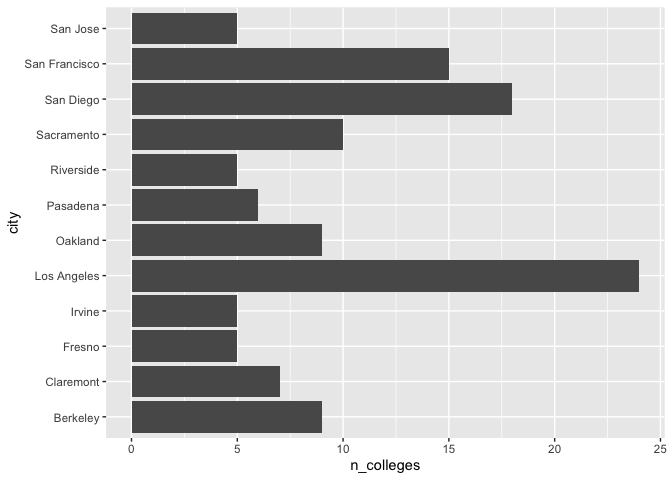 San Jose
San Francisco
San Diego
Sacramento
Riverside
Pasadena
Oakland
Los Angeles
Irvine
Fresno
Claremont
Berkeley
city
0 5 10 15 20 25
n_colleges